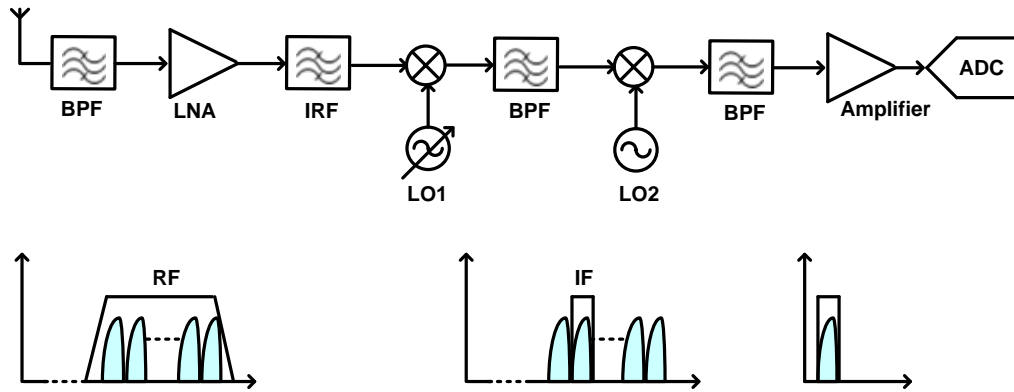 BPF
LNA
IRF
BPF
BPF
Amplifier
ADC
LO1
LO2
RF
IF